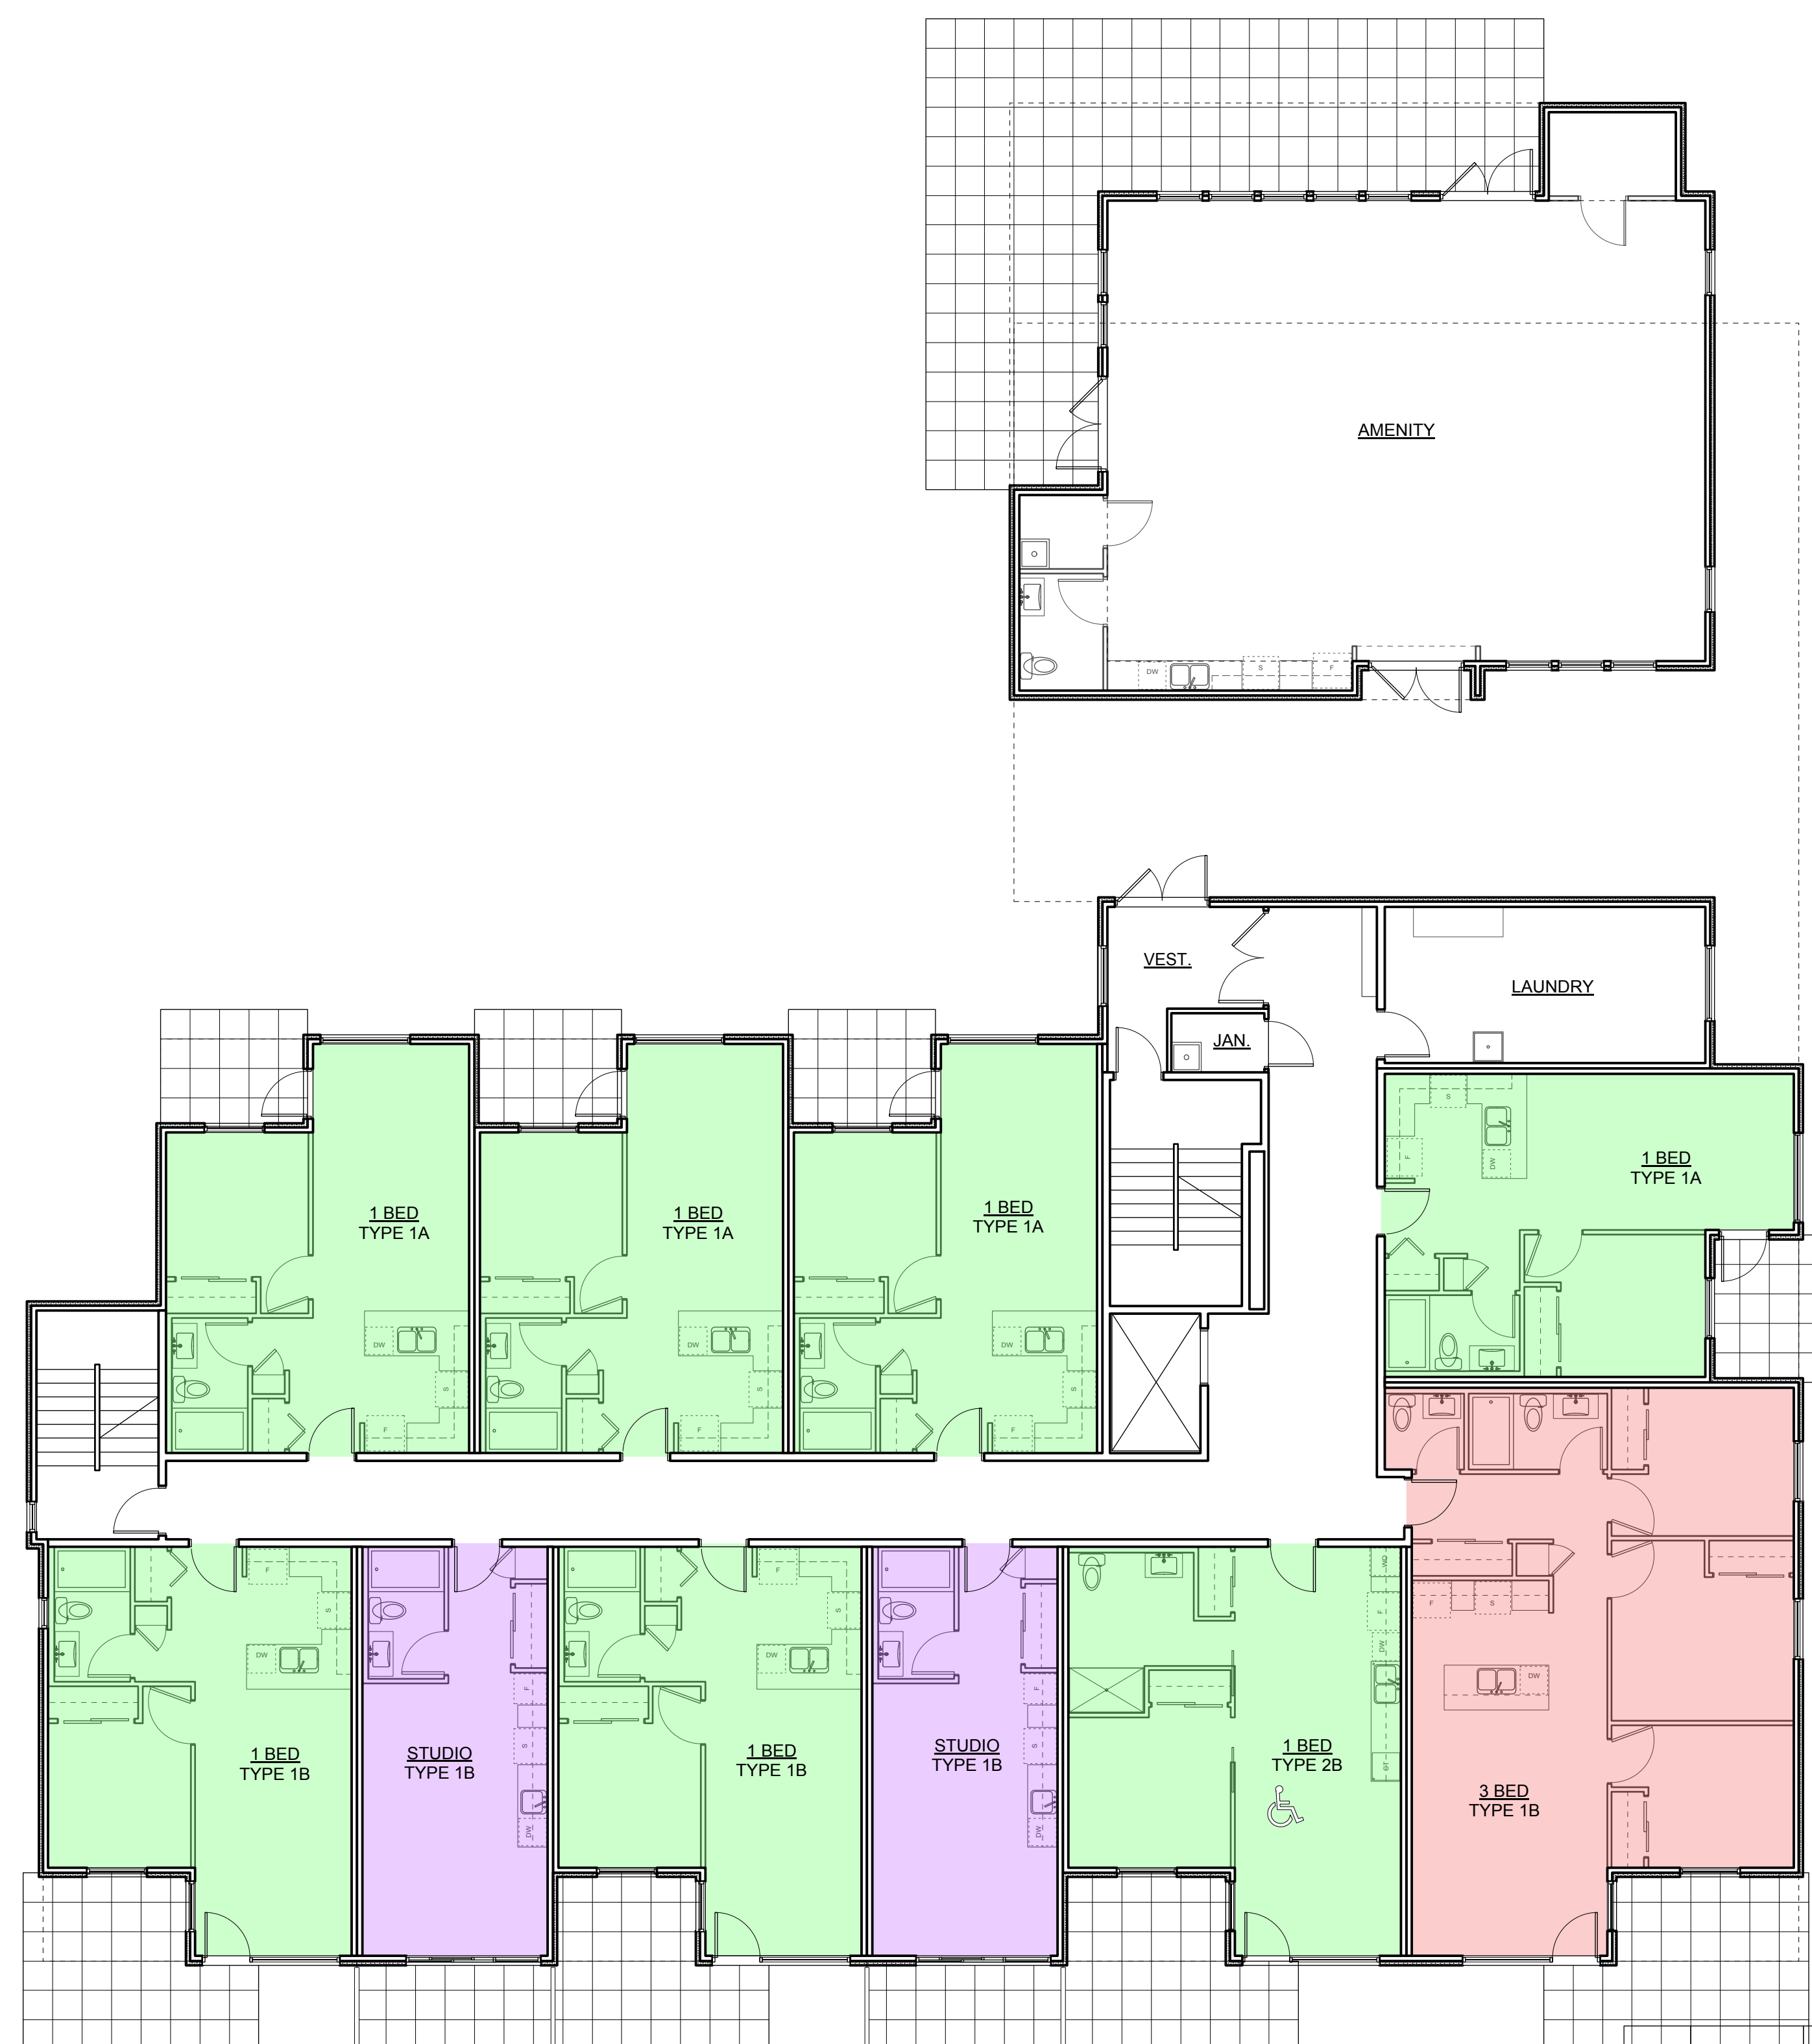 AMENITY
DW
S
F
VEST.
LAUNDRY
JAN.
S
F
DW
1 BED
TYPE 1A
1 BED
TYPE 1A
1 BED
TYPE 1A
1 BED
TYPE 1A
DW
S
F
DW
S
F
DW
S
F
F
S
DW
1 BED
TYPE 1B
F
S
DW
STUDIO
TYPE 1B
F
S
DW
1 BED
TYPE 1B
F
S
DW
STUDIO
TYPE 1B
F
DW
1 BED
TYPE 2B
F
S
DW
3 BED
TYPE 1B